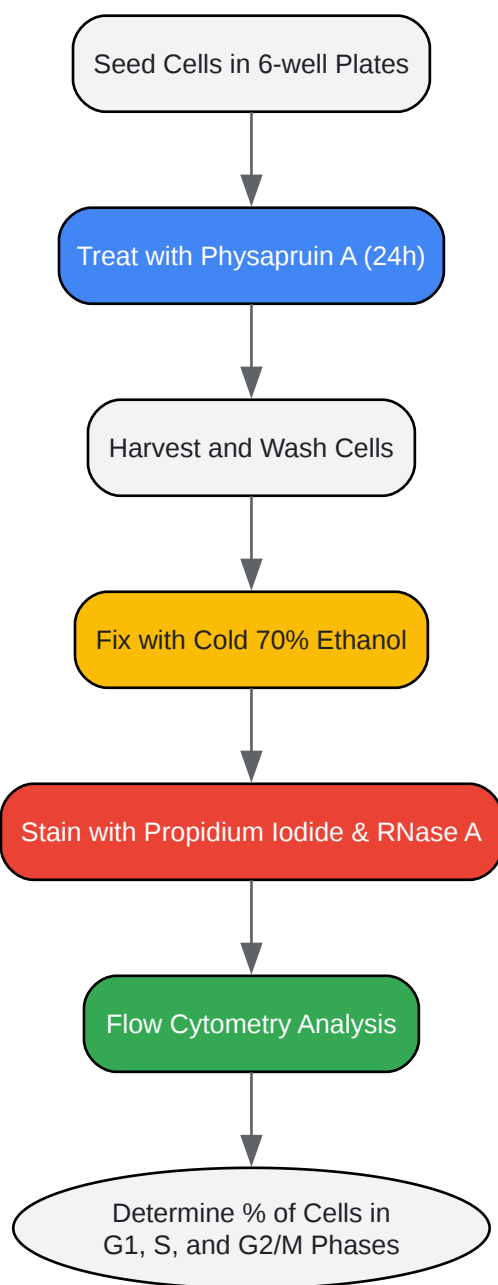 Seed Cells in 6-well Plates
Treat with Physapruin A (24h)
Harvest and Wash Cells
Fix with Cold 70% Ethanol
Stain with Propidium Iodide & RNase A
Flow Cytometry Analysis
Determine % of Cells in
G1, S, and G2/M Phases